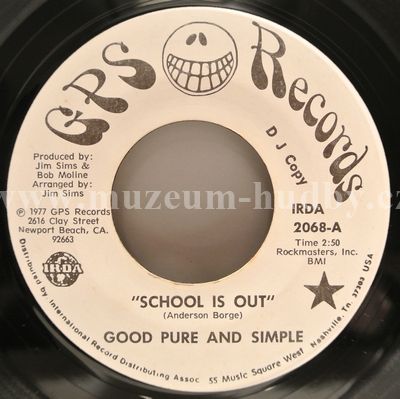 GPS Records
D J Copy
Produced by:
Jim Sims &
Bob Moline
Arranged by:
Jim Sims
℗ 1977 GPS Records
2616 Clay Street
Newport Beach, CA.
92663
IRDA
IRDA
2068-A
Time 2:50
Rockmasters, Inc.
BMI
"SCHOOL IS OUT"
(Anderson Borge)
GOOD PURE AND SIMPLE
Distributed by International Record Distributing Assoc 55 Music Square West Nashville, Tn. 37203 USA
www.muzeum-hudby.cz